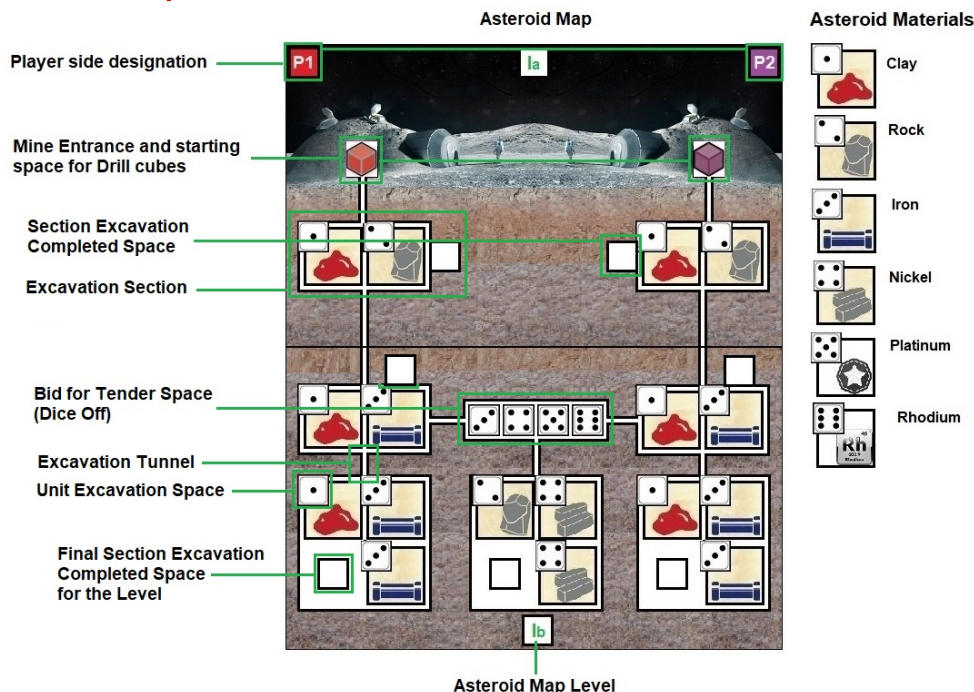 Asteroid Map
Asteroid Materials
Player side designation
P1
Ia
P2
Clay
Mine Entrance and starting
space for Drill cubes
Rock
Section Excavation
Completed Space
Iron
Excavation Section
Nickel
Bid for Tender Space
(Dice Off)
Platinum
Rhodium
Rh
Excavation Tunnel
Unit Excavation Space
Final Section Excavation
Completed Space
for the Level
Ib
Asteroid Map Level